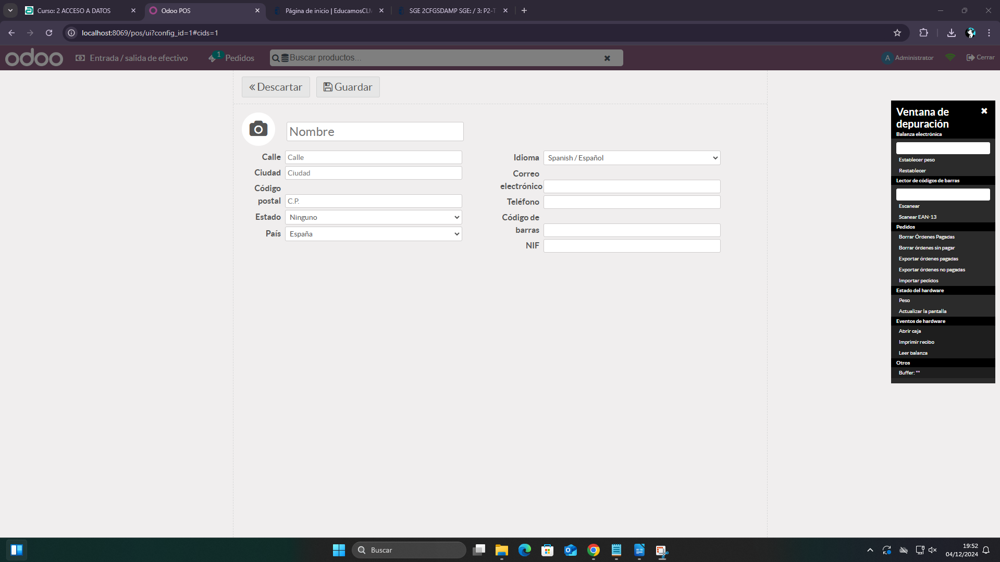 Curso: 2 ACCESO A DATOS
Odoo POS
Página de inicio | EducamosCLM
SGE 2CFGSDAMP SGE: / 3: P2-T
localhost:8069/pos/ui?config_id=1#cids=1
odoo
Entrada / salida de efectivo
1
Pedidos
Buscar productos...
A
Administrator
Cerrar
Descartar
Guardar
Nombre
Calle
Calle
Ciudad
Ciudad
Código postal
C.P.
Estado
Ninguno
País
España
Idioma
Spanish / Español
Correo electrónico
Teléfono
Código de barras
NIF
Ventana de depuración
Balanza electrónica
Establecer peso
Restablecer
Lector de códigos de barras
Escanear
Scanear EAN-13
Pedidos
Borrar Órdenes Pagadas
Borrar órdenes sin pagar
Exportar órdenes pagadas
Exportar órdenes no pagadas
Importar pedidos
Estado del hardware
Peso
Actualizar la pantalla
Eventos de hardware
Abrir caja
Imprimir recibo
Leer balanza
Otros
Buffer: ""
Buscar
19:52
04/12/2024